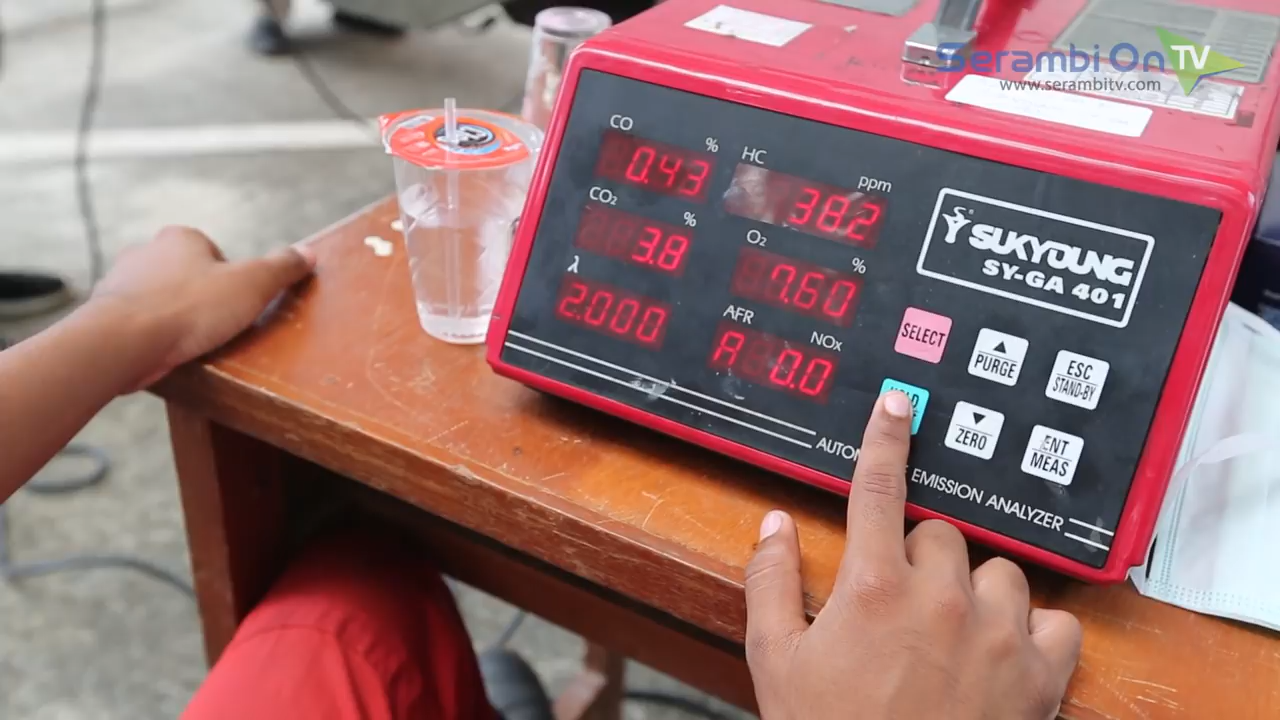 Serambi On TV
www.serambitv.com
CO
%
0.43
HC
ppm
382
CO₂
%
3.8
O₂
%
7.60
λ
2.000
AFR
NOx
A 0.0
SUKYOUNG
SY-GA 401
SELECT
▲
PURGE
ESC
STAND-BY
HOLD
▼
ZERO
ENT
MEAS
EMISSION ANALYZER